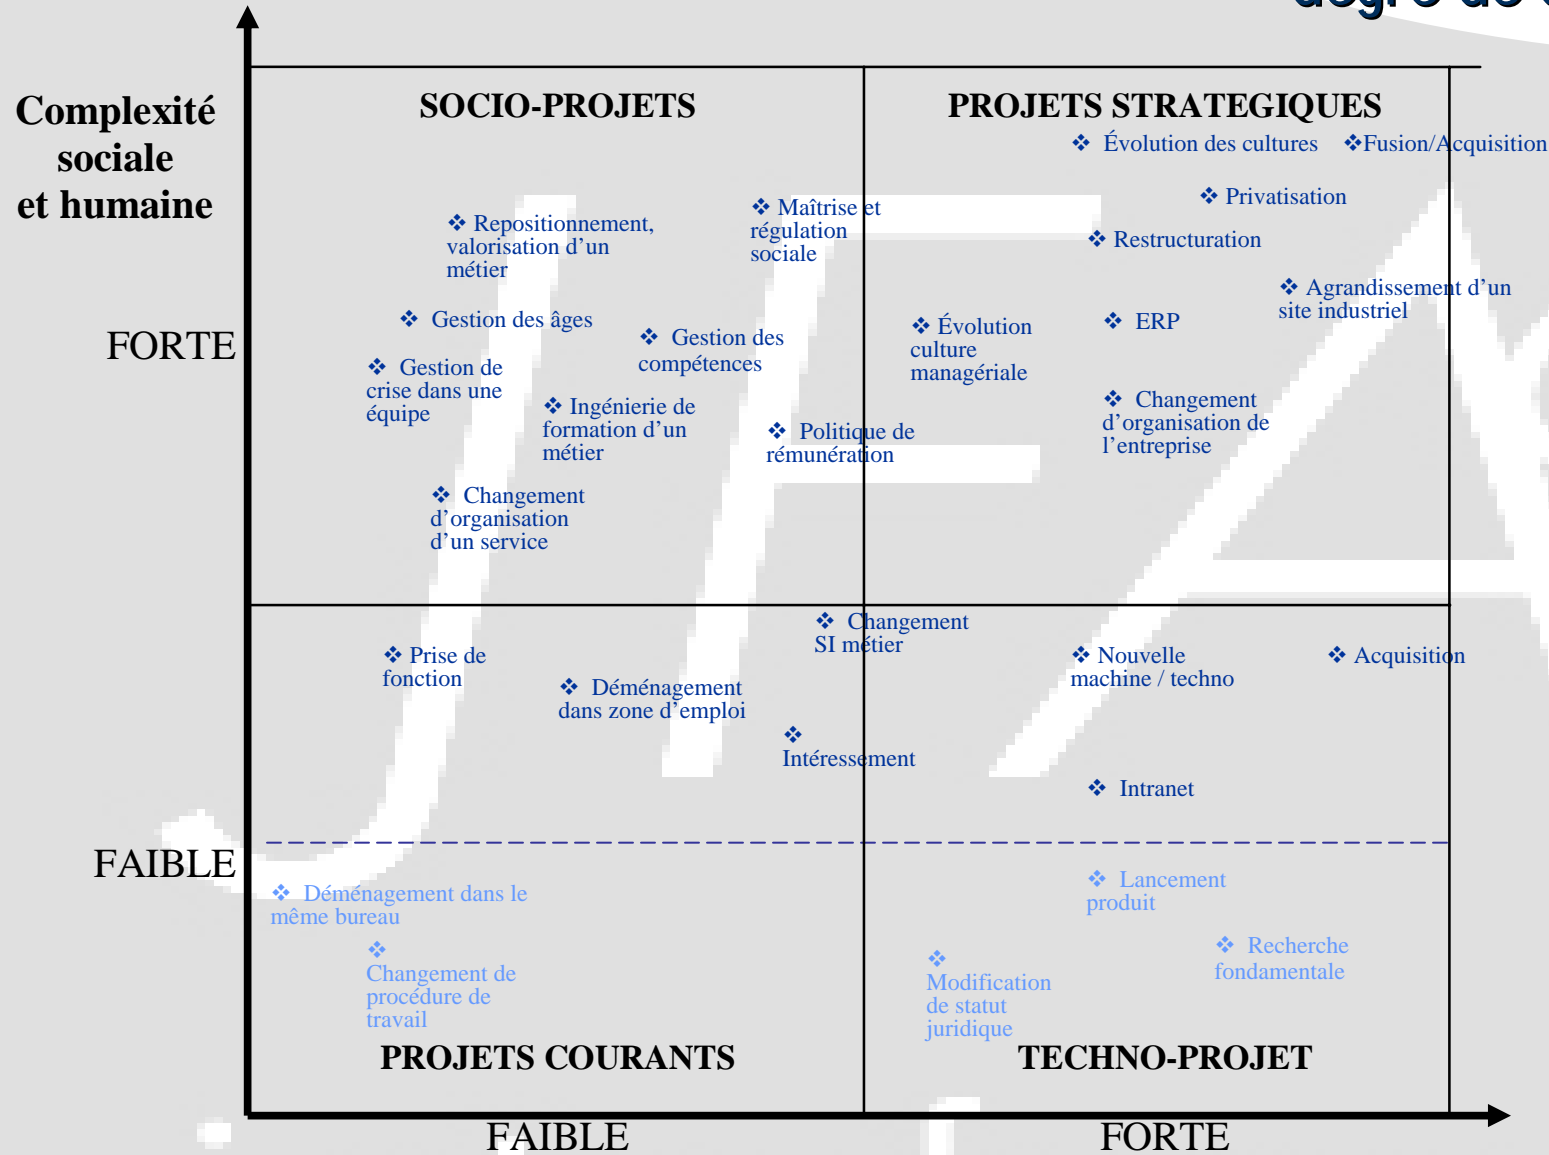 degré de
Complexité
sociale
et humaine
SOCIO-PROJETS
PROJETS STRATEGIQUES
❖ Évolution des cultures
❖Fusion/Acquisition
❖ Privatisation
❖ Maîtrise et
régulation
sociale
❖ Repositionnement,
valorisation d’un
métier
❖ Restructuration
❖ Agrandissement d’un
site industriel
FORTE
❖ Gestion des âges
❖ Gestion des
compétences
❖ Évolution
culture
managériale
❖ ERP
❖ Gestion de
crise dans une
équipe
❖ Ingénierie de
formation d’un
métier
❖ Politique de
rémunération
❖ Changement
d’organisation de
l’entreprise
❖ Changement
d’organisation
d’un service
❖ Changement
SI métier
❖ Prise de
fonction
❖ Déménagement
dans zone d’emploi
❖ Nouvelle
machine / techno
❖ Acquisition
❖
Intéressement
❖ Intranet
FAIBLE
❖ Déménagement dans le
même bureau
❖ Lancement
produit
❖
Changement de
procédure de
travail
❖
Modification
de statut
juridique
❖ Recherche
fondamentale
PROJETS COURANTS
TECHNO-PROJET
FAIBLE
FORTE